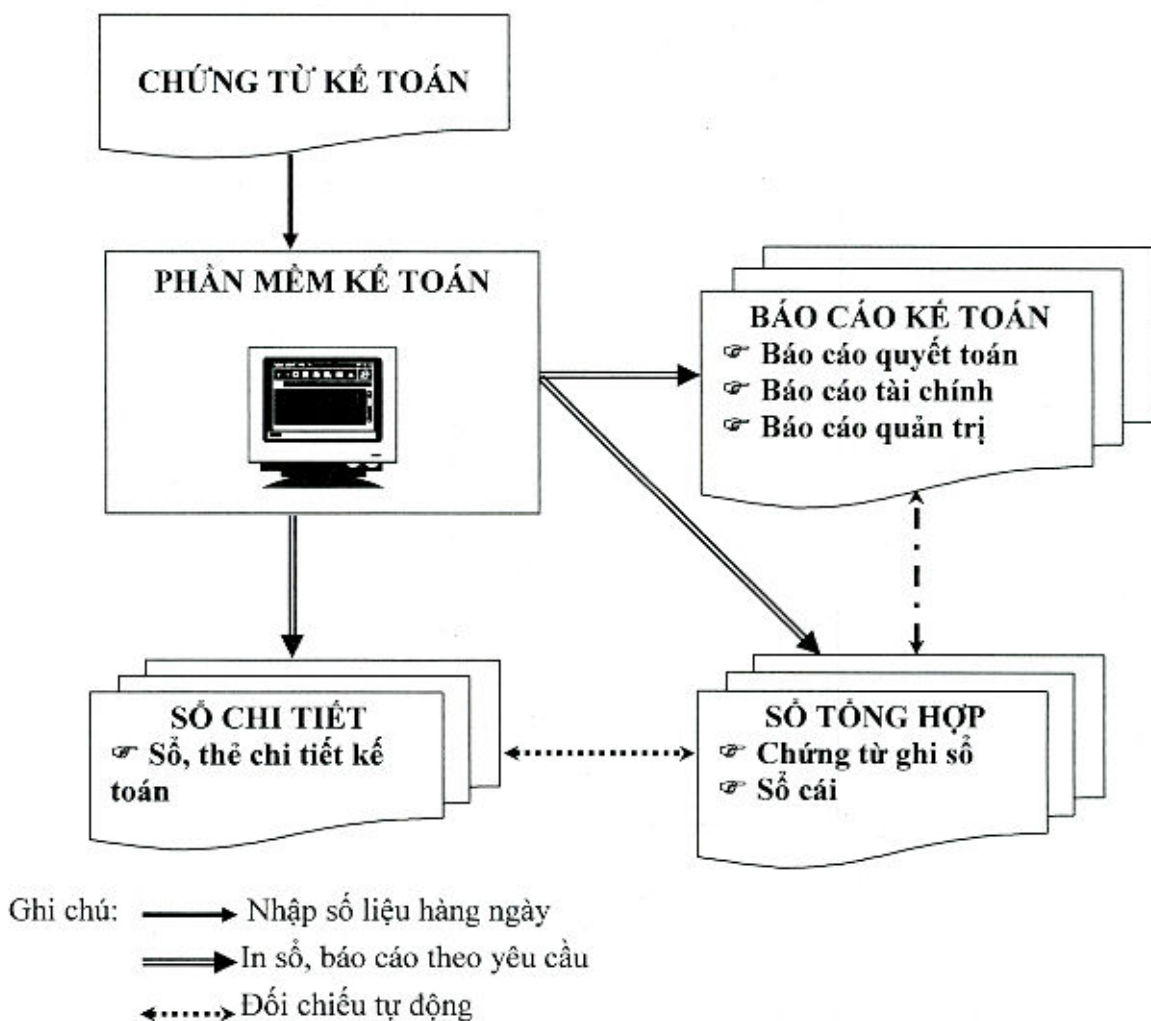 CHỨNG TỪ KẾ TOÁN
PHẦN MỀM KẾ TOÁN
BÁO CÁO KẾ TOÁN
☞ Báo cáo quyết toán
☞ Báo cáo tài chính
☞ Báo cáo quản trị
SỔ CHI TIẾT
☞ Sổ, thẻ chi tiết kế
toán
SỔ TỔNG HỢP
☞ Chứng từ ghi sổ
☞ Sổ cái
Ghi chú: Nhập số liệu hàng ngày
In sổ, báo cáo theo yêu cầu
Đối chiếu tự động